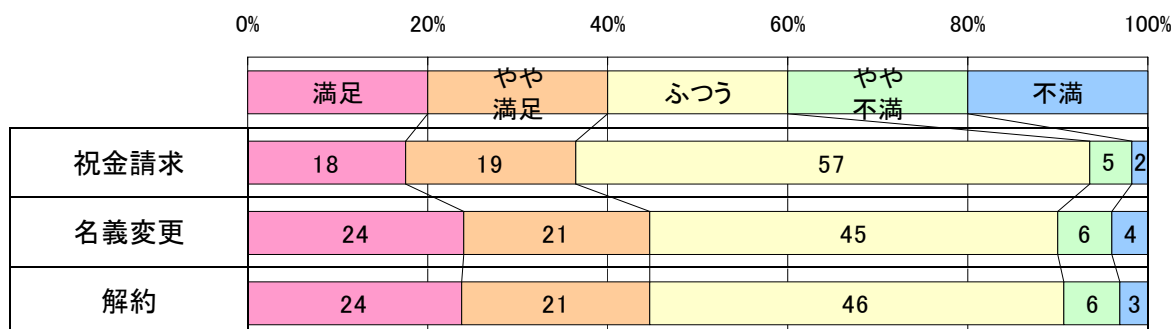 0% 20% 40% 60% 80% 100%
満足 やや満足 ふつう やや不満 不満
祝金請求 18 19 57 5 2
名義変更 24 21 45 6 4
解約 24 21 46 6 3